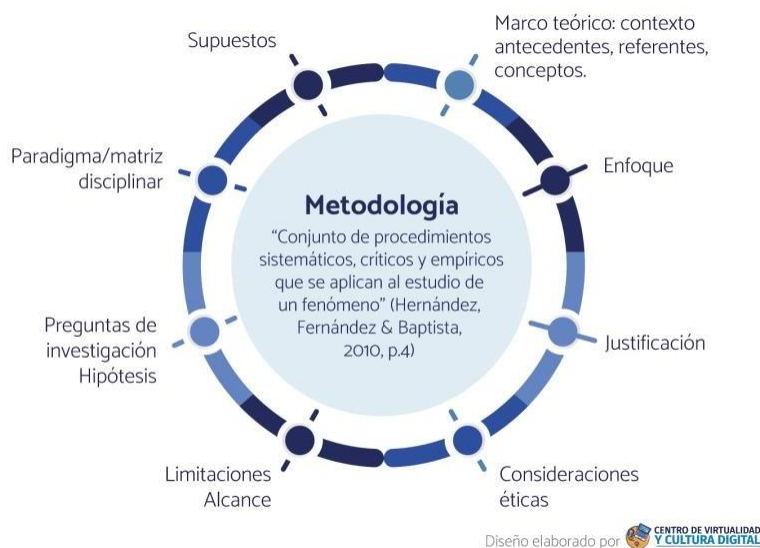 Marco teórico: contexto
antecedentes, referentes,
conceptos.
Supuestos
Enfoque
Paradigma/matriz
disciplinar
Metodología
“Conjunto de procedimientos
sistemáticos, críticos y empíricos
que se aplican al estudio de
un fenómeno” (Hernández,
Fernández & Baptista,
2010, p.4)
Preguntas de
investigación
Hipótesis
Justificación
Limitaciones
Alcance
Consideraciones
éticas
Diseño elaborado por
CENTRO DE VIRTUALIDAD
Y CULTURA DIGITAL